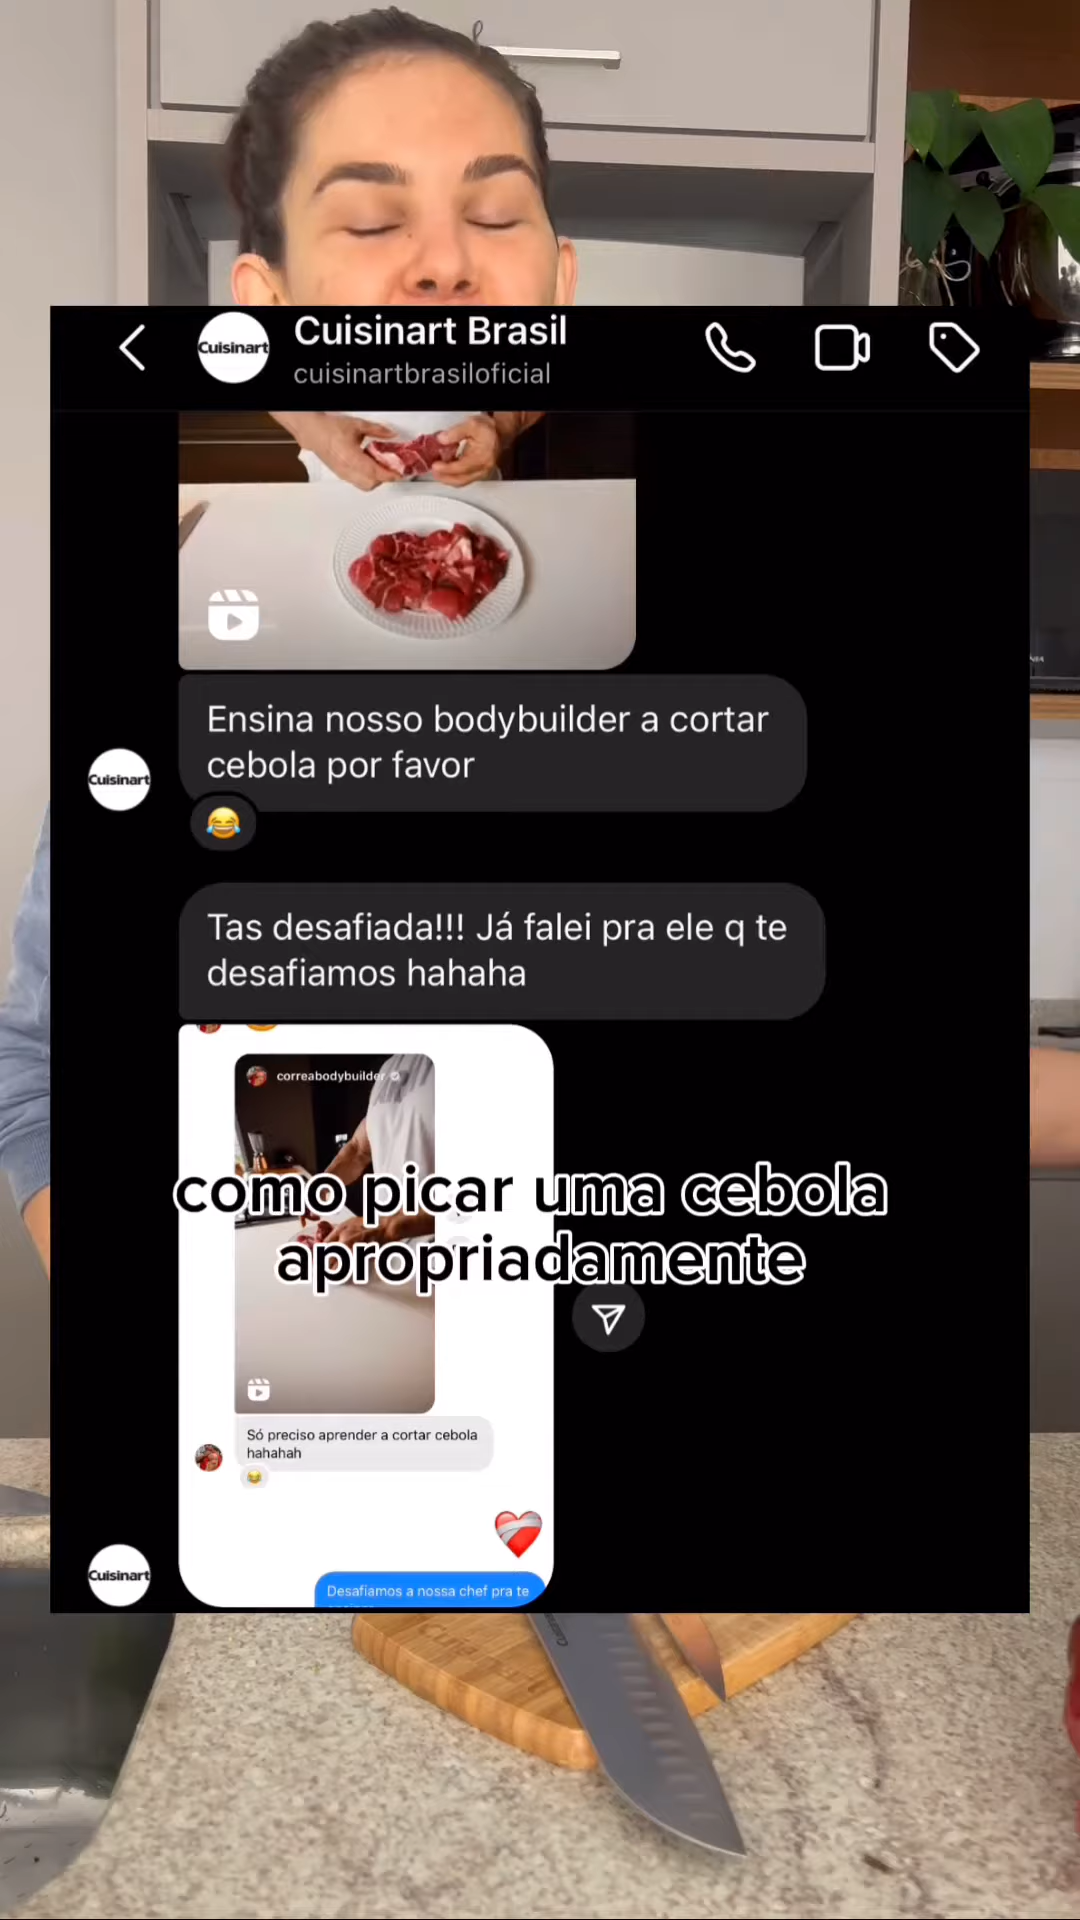 Cuisinart
Cuisinart Brasil
cuisinartbrasiloficial
Ensina nosso bodybuilder a cortar
cebola por favor
Cuisinart
Tas desafiada!!! Já falei pra ele q te
desafiamos hahaha
correabodybuilder
como picar uma cebola
apropriadamente
Só preciso aprender a cortar cebola
hahahah
Cuisinart
Desafiamos a nossa chef pra te
Cuisinart